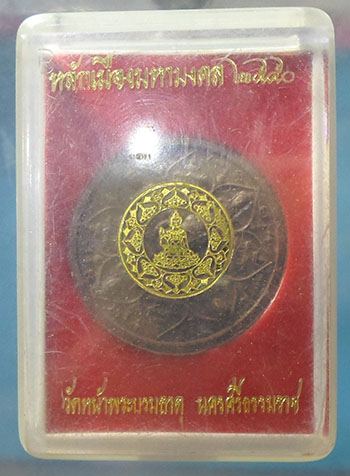 หลักเมืองมหามงคล ๒๕๕๐
วัดหน้าพระบรมธาตุ นครศรีธรรมราช